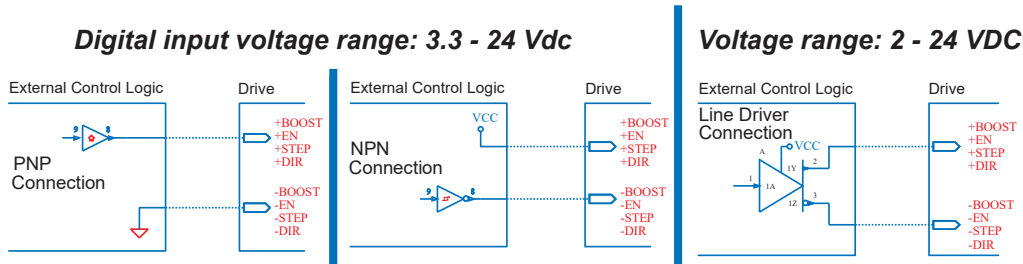 Digital input voltage range: 3.3 - 24 Vdc
External Control Logic
Drive
9
8
+BOOST
+EN
+STEP
+DIR
PNP
Connection
-BOOST
-EN
-STEP
-DIR
External Control Logic
Drive
VCC
+BOOST
+EN
+STEP
+DIR
NPN
Connection
9
8
-BOOST
-EN
-STEP
-DIR
Voltage range: 2 - 24 VDC
External Control Logic
Drive
Line Driver
Connection
A
VCC
1Y
2
1
1A
1Z
3
+BOOST
+EN
+STEP
+DIR
-BOOST
-EN
-STEP
-DIR